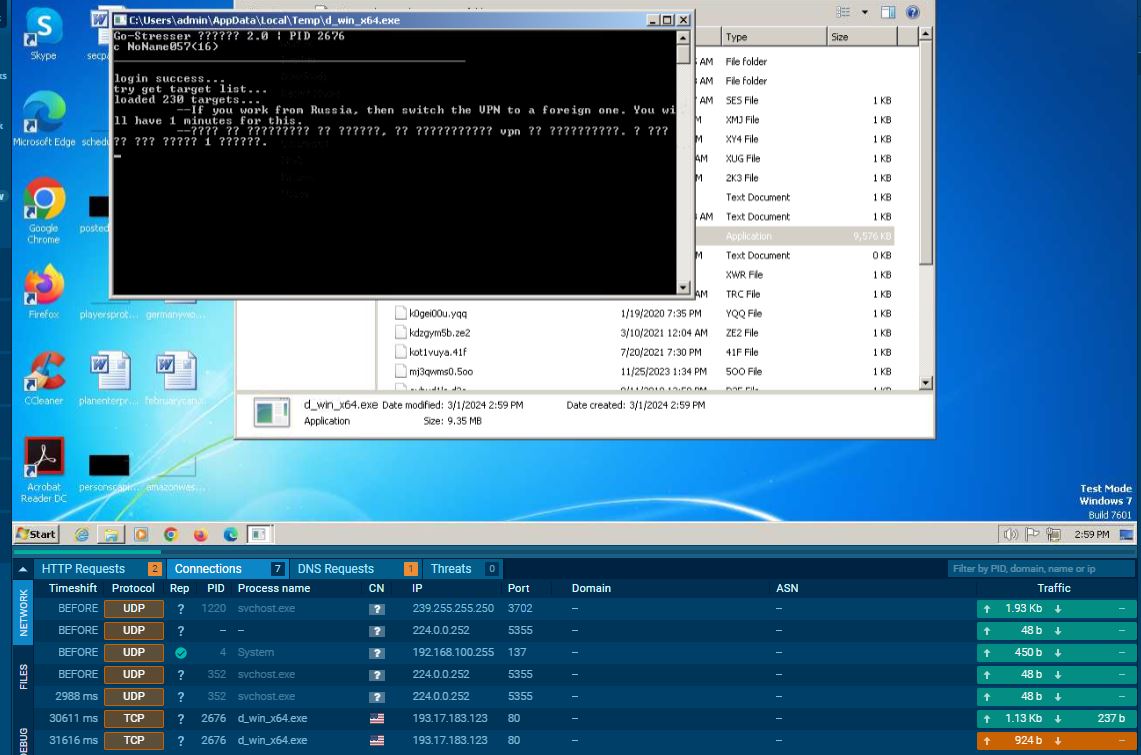 Skype
secpa
C:\Users\admin\AppData\Local\Temp\d_win_x64.exe
Go-Stresser ?????? 2.0 | PID 2676
c NoName057(16)
login success...
try get target list...
loaded 230 targets...
--If you work from Russia, then switch the VPN to a foreign one. You wi
ll have 1 minutes for this.
--???? ?? ????????? ?? ??????, ?? ??????????? vpn ?? ??????????. ? ???
?? ??? ????? 1 ??????.
Type
Size
AM File folder
AM File folder
AM SES File 1 KB
M XMJ File 1 KB
M XY4 File 1 KB
AM XUG File 1 KB
M 2K3 File 1 KB
Text Document 1 KB
AM Text Document 1 KB
Application 9,576 KB
M Text Document 0 KB
XWR File 1 KB
AM TRC File 1 KB
k0gei00u.yqq 1/19/2020 7:35 PM YQQ File 1 KB
kdzgym5b.ze2 3/10/2021 12:04 AM ZE2 File 1 KB
kot1vuya.41f 7/20/2021 7:30 PM 41F File 1 KB
mj3qwms0.5oo 11/25/2023 1:34 PM 5OO File 1 KB
d_win_x64.exe Date modified: 3/1/2024 2:59 PM Date created: 3/1/2024 2:59 PM
Application Size: 9.35 MB
Microsoft Edge
schedu
Google
Chrome
posted
Firefox
playersprot...
germanywo...
CCleaner
planenterpr...
februarycan...
Acrobat
Reader DC
personscapi...
amazonwas...
Test Mode
Windows 7
Build 7601
Start
2:59 PM
HTTP Requests 2 Connections 7 DNS Requests 1 Threats 0 Filter by PID, domain, name or ip
NETWORK
FILES
DEBUG
Timeshift Protocol Rep PID Process name CN IP Port Domain ASN Traffic
BEFORE UDP ? 1220 svchost.exe ? 239.255.255.250 3702 – – ↑ 1.93 Kb ↓ –
BEFORE UDP ? – – ? 224.0.0.252 5355 – – ↑ 48 b ↓ –
BEFORE UDP 4 System ? 192.168.100.255 137 – – ↑ 450 b ↓ –
BEFORE UDP ? 352 svchost.exe ? 224.0.0.252 5355 – – ↑ 48 b ↓ –
2988 ms UDP ? 352 svchost.exe ? 224.0.0.252 5355 – – ↑ 48 b ↓ –
30611 ms TCP ? 2676 d_win_x64.exe 193.17.183.123 80 – – ↑ 1.13 Kb ↓ 237 b
31616 ms TCP ? 2676 d_win_x64.exe 193.17.183.123 80 – – ↑ 924 b ↓ –